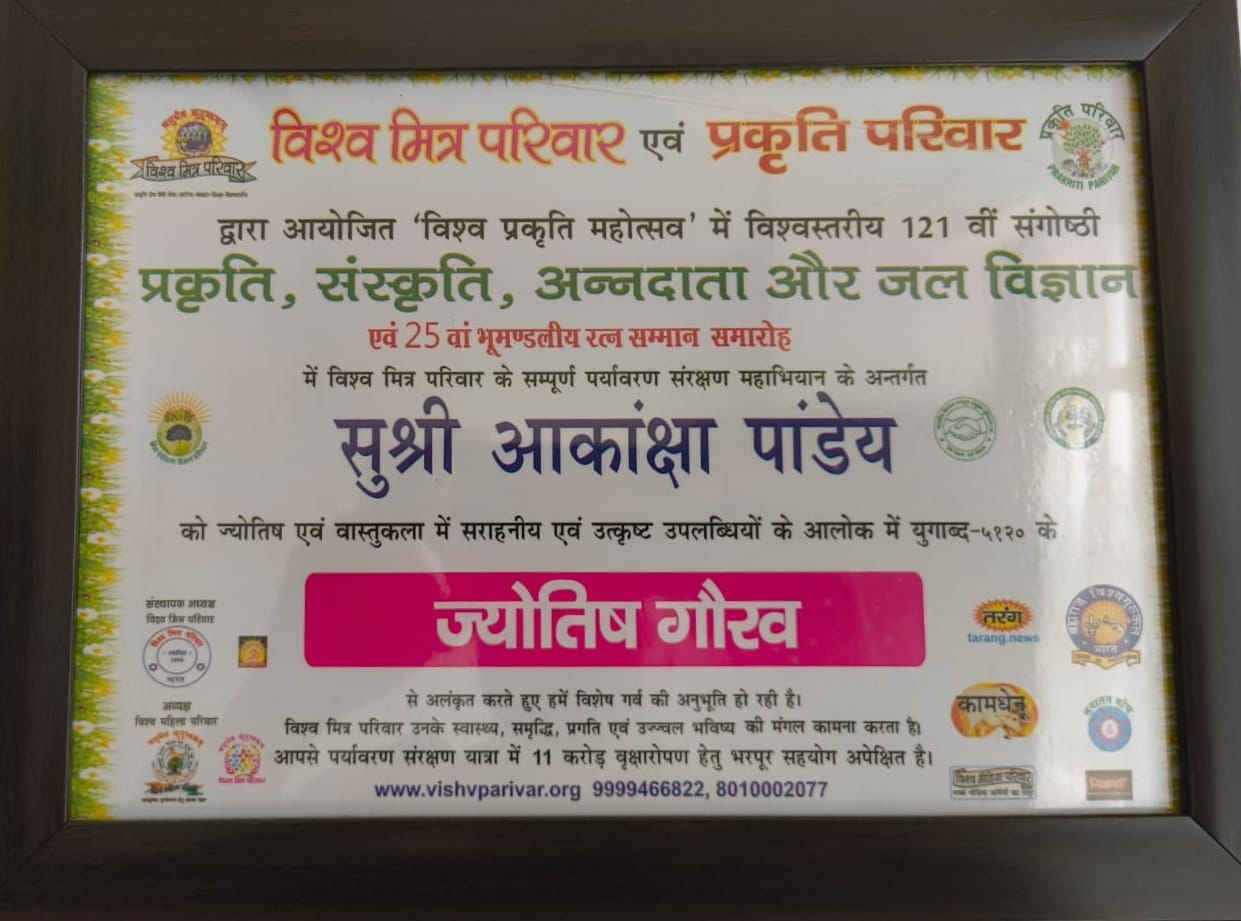 विश्व मित्र परिवार एवं प्रकृति परिवार
विश्व मित्र परिवार
प्रकृति परिवार
PRAKRITI PARIVAR
द्वारा आयोजित ‘विश्व प्रकृति महोत्सव’ में विश्वस्तरीय 121 वीं संगोष्ठी
प्रकृति, संस्कृति, अन्नदाता और जल विज्ञान
एवं 25 वां भूमण्डलीय रत्न सम्मान समारोह
में विश्व मित्र परिवार के सम्पूर्ण पर्यावरण संरक्षण महाभियान के अन्तर्गत
सुश्री आकांक्षा पांडेय
को ज्योतिष एवं वास्तुकला में सराहनीय एवं उत्कृष्ट उपलब्धियों के आलोक में युगाब्द-५१२० के
ज्योतिष गौरव
संस्थापक अध्यक्ष
विश्व मित्र परिवार
तरंग
tarang.news
भारत
से अलंकृत करते हुए हमें विशेष गर्व की अनुभूति हो रही है।
अध्यक्ष
विश्व महिला परिवार
विश्व मित्र परिवार उनके स्वास्थ्य, समृद्धि, प्रगति एवं उज्ज्वल भविष्य की मंगल कामना करता है।
कामधेनू
आपसे पर्यावरण संरक्षण यात्रा में 11 करोड़ वृक्षारोपण हेतु भरपूर सहयोग अपेक्षित है।
विश्व मीडिया परिवार
www.vishvparivar.org 9999466822, 8010002077